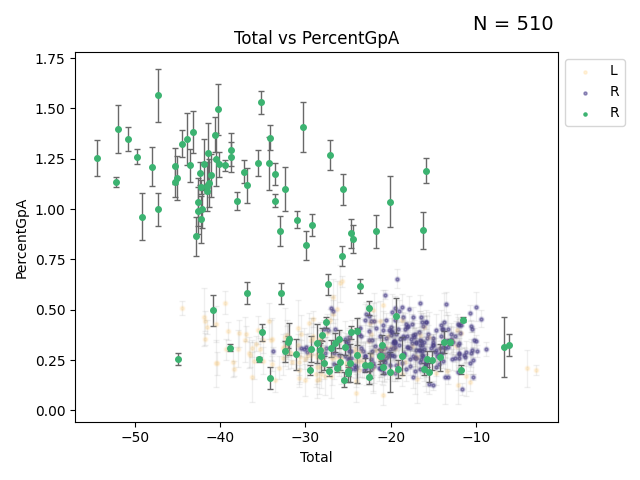 N = 510
Total vs PercentGpA
L
R
R
PercentGpA
1.75
1.50
1.25
1.00
0.75
0.50
0.25
0.00
−50
−40
−30
−20
−10
Total